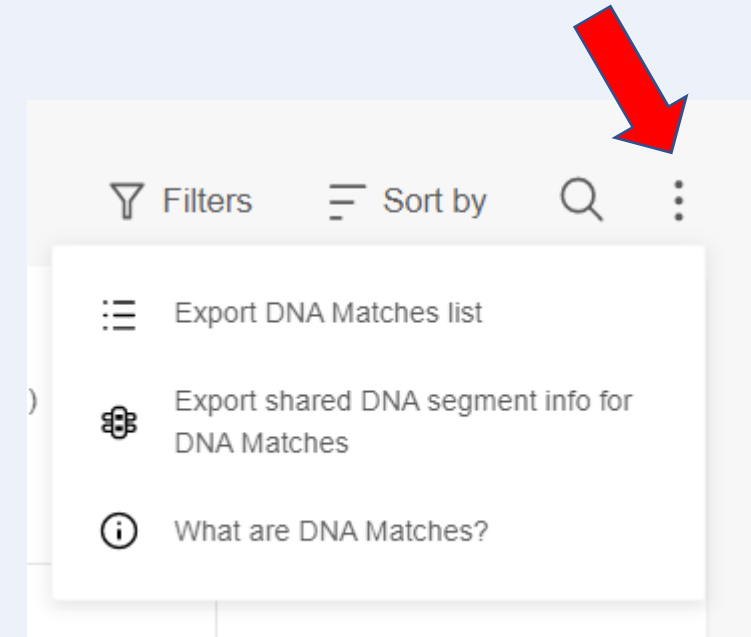 Filters Sort by
Export DNA Matches list
)
Export shared DNA segment info for
DNA Matches
What are DNA Matches?